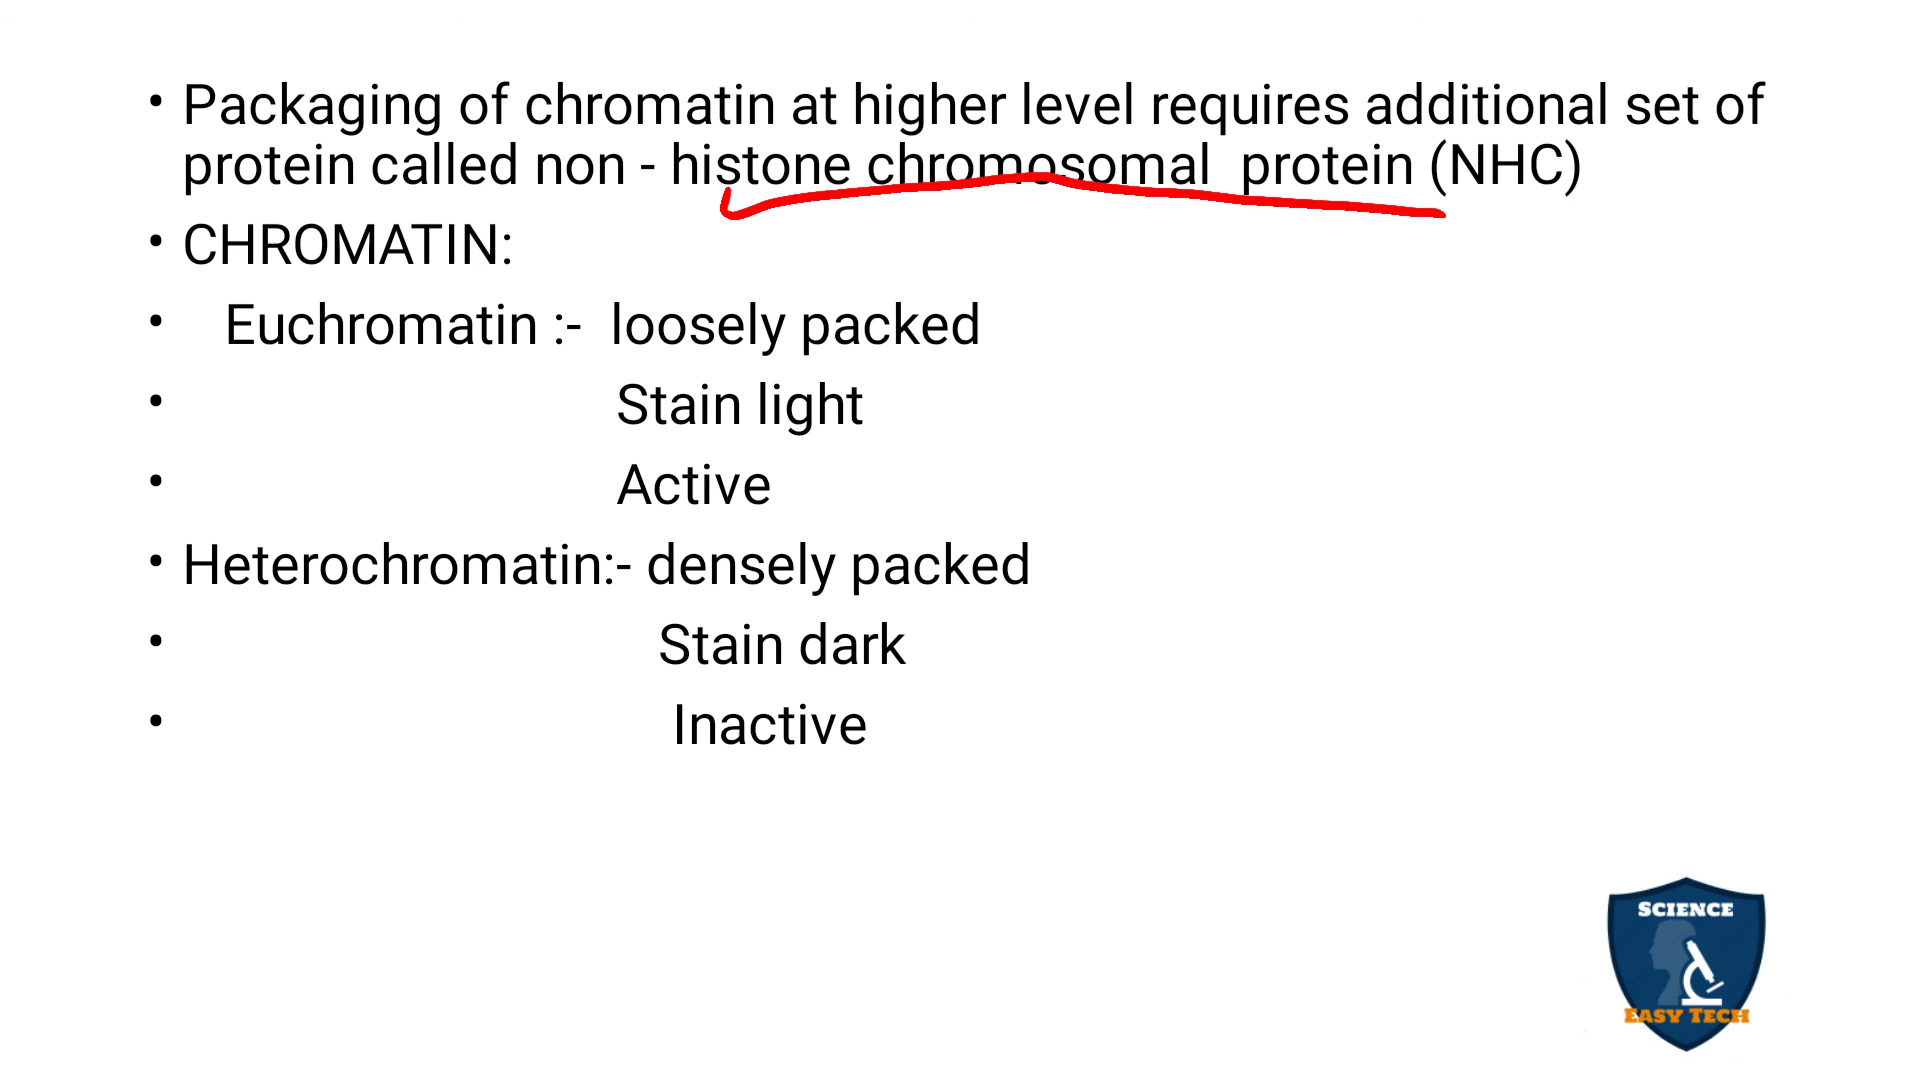 • Packaging of chromatin at higher level requires additional set of
protein called non - histone chromosomal  protein (NHC)
• CHROMATIN:
•   Euchromatin :-  loosely packed
•   Stain light
•   Active
• Heterochromatin:- densely packed
•   Stain dark
•   Inactive
SCIENCE
EASY TECH